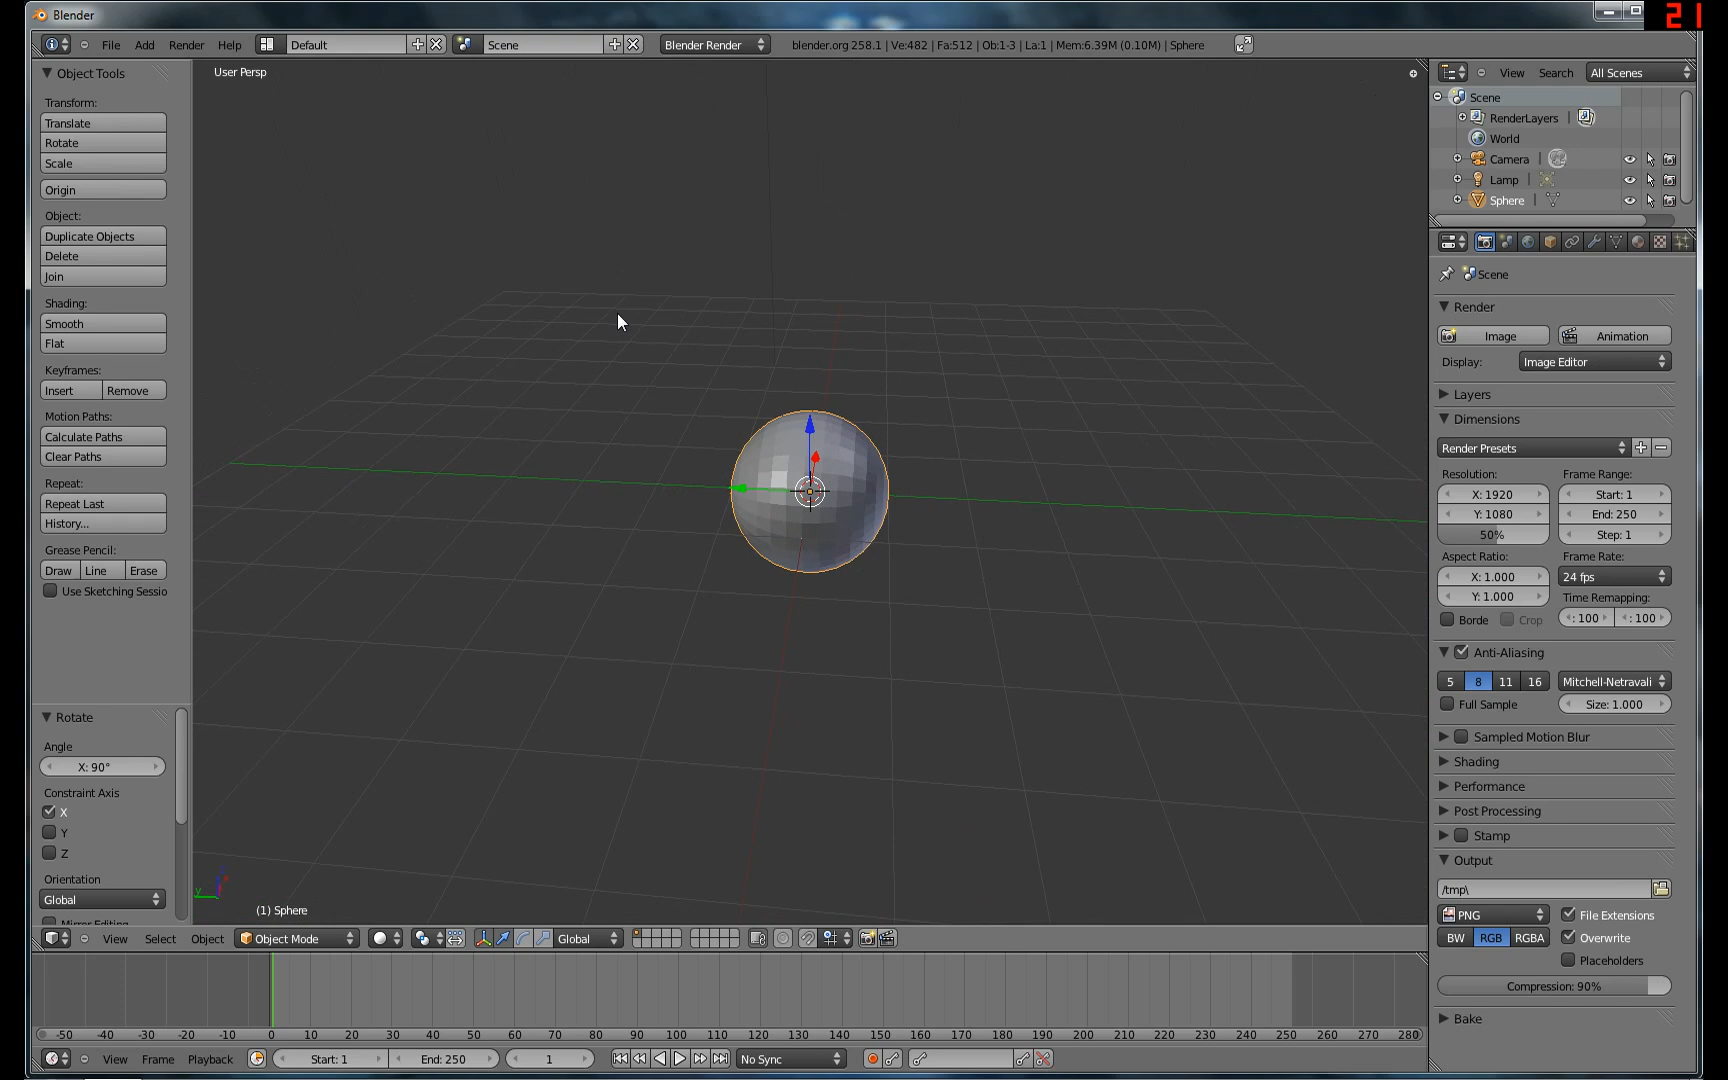 Blender
21
File Add Render Help Default Scene Blender Render blender.org 258.1 | Ve:482 | Fa:512 | Ob:1-3 | La:1 | Mem:6.39M (0.10M) | Sphere
Object Tools
Transform:
Translate
Rotate
Scale
Origin
Object:
Duplicate Objects
Delete
Join
Shading:
Smooth
Flat
Keyframes:
Insert Remove
Motion Paths:
Calculate Paths
Clear Paths
Repeat:
Repeat Last
History...
Grease Pencil:
Draw Line Erase
Use Sketching Sessio
Rotate
Angle
X: 90°
Constraint Axis
X
Y
Z
Orientation
Global
User Persp
y
(1) Sphere
View Select Object Object Mode Global
-50 -40 -30 -20 -10 0 10 20 30 40 50 60 70 80 90 100 110 120 130 140 150 160 170 180 190 200 210 220 230 240 250 260 270 280
View Frame Playback Start: 1 End: 250 1 No Sync
View Search All Scenes
Scene
RenderLayers
World
Camera
Lamp
Sphere
Scene
Render
Image Animation
Display: Image Editor
Layers
Dimensions
Render Presets
Resolution: Frame Range:
X: 1920 Start: 1
Y: 1080 End: 250
50% Step: 1
Aspect Ratio: Frame Rate:
X: 1.000 24 fps
Y: 1.000 Time Remapping:
Borde Crop : 100 : 100
Anti-Aliasing
5 8 11 16 Mitchell-Netravali
Full Sample Size: 1.000
Sampled Motion Blur
Shading
Performance
Post Processing
Stamp
Output
/tmp\
PNG File Extensions
BW RGB RGBA Overwrite
Placeholders
Compression: 90%
Bake